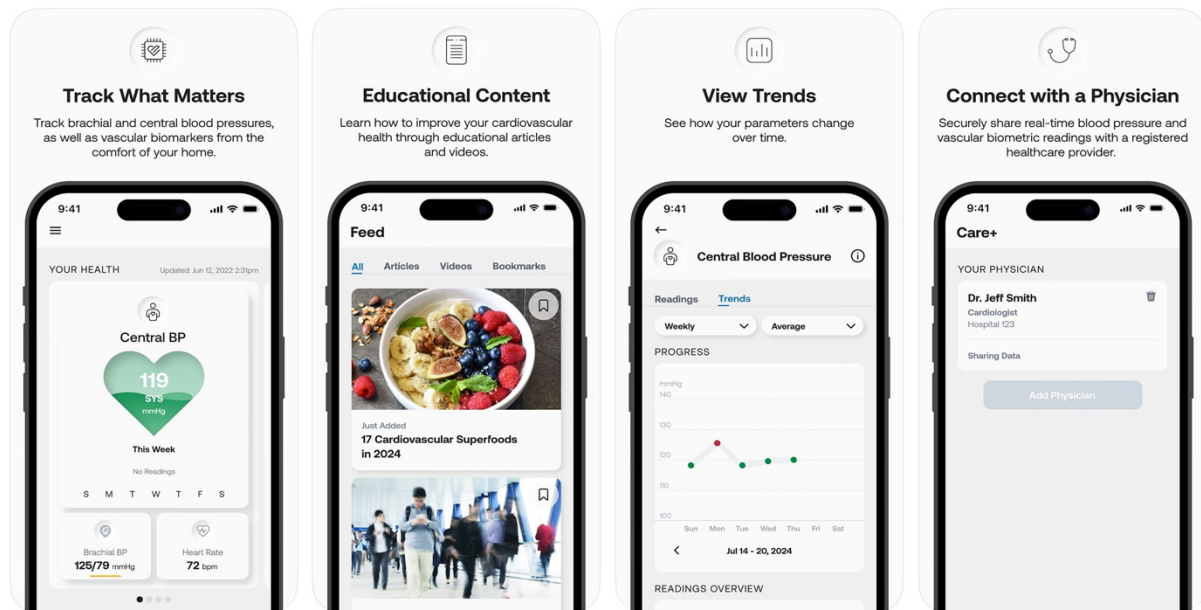 Track What Matters
Track brachial and central blood pressures,
as well as vascular biomarkers from the
comfort of your home.
9:41
YOUR HEALTH
Updated: Jun 12, 2022 2:31pm
Central BP
119
SYS
mmHg
This Week
No Readings
S M T W T F S
Brachial BP
125/79 mmHg
Heart Rate
72 bpm
Educational Content
Learn how to improve your cardiovascular
health through educational articles
and videos.
9:41
Feed
All Articles Videos Bookmarks
Just Added
17 Cardiovascular Superfoods
in 2024
View Trends
See how your parameters change
over time.
9:41
Central Blood Pressure
Readings Trends
Weekly Average
PROGRESS
mmHg
140
130
120
110
100
Sun Mon Tue Wed Thu Fri Sat
Jul 14 - 20, 2024
READINGS OVERVIEW
Connect with a Physician
Securely share real-time blood pressure and
vascular biometric readings with a registered
healthcare provider.
9:41
Care+
YOUR PHYSICIAN
Dr. Jeff Smith
Cardiologist
Hospital 123
Sharing Data
Add Physician